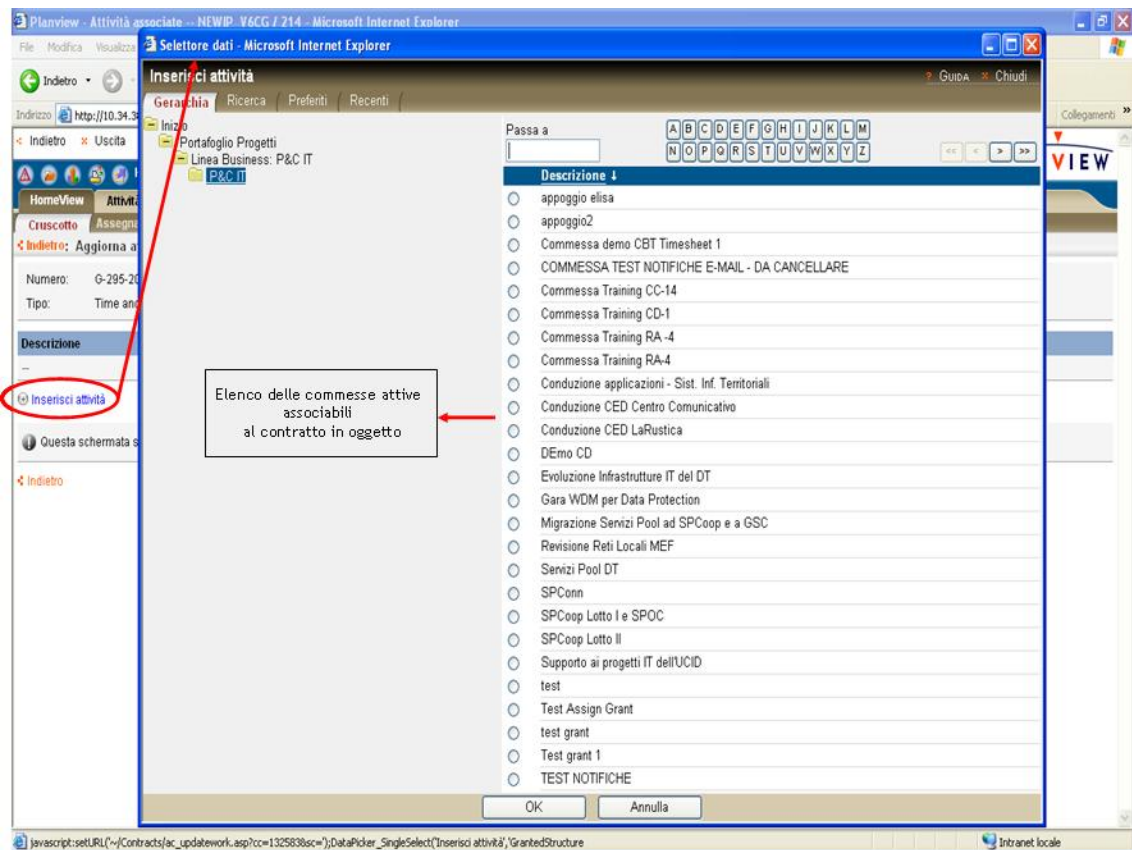 Planview - Attività associate -- NEWIP_V6CG / 214 - Microsoft Internet Explorer
File Modifica Visualizza
Selettore dati - Microsoft Internet Explorer
Indietro
Indirizzo http://10.34.3
Collegamenti »
Indietro × Uscita
VIEW
HomeView Attivit
Cruscotto Assegna
Indietro: Aggiorna a
Numero: G-295-20
Tipo: Time and
Descrizione
--
Inserisci attività
Questa schermata s
Indietro
Inserisci attività
? GUIDA × Chiudi
Gerarchia Ricerca Preferiti Recenti
Inizio
Portafoglio Progetti
Linea Business: P&C IT
P&C IT
Passa a
A B C D E F G H I J K L M
N O P Q R S T U V W X Y Z
<< < > >>
Descrizione ↓
appoggio elisa
appoggio2
Commessa demo CBT Timesheet 1
COMMESSA TEST NOTIFICHE E-MAIL - DA CANCELLARE
Commessa Training CC-14
Commessa Training CD-1
Commessa Training RA -4
Commessa Training RA-4
Conduzione applicazioni - Sist. Inf. Territoriali
Conduzione CED Centro Comunicativo
Conduzione CED LaRustica
DEmo CD
Evoluzione Infrastrutture IT del DT
Gara WDM per Data Protection
Migrazione Servizi Pool ad SPCoop e a GSC
Revisione Reti Locali MEF
Servizi Pool DT
SPConn
SPCoop Lotto I e SPOC
SPCoop Lotto II
Supporto ai progetti IT dell'UCID
test
Test Assign Grant
test grant
Test grant 1
TEST NOTIFICHE
Elenco delle commesse attive
associabili
al contratto in oggetto
OK Annulla
javascript:setURL('~/Contracts/ac_updatework.asp?cc=132583&sc=');DataPicker_SingleSelect('Inserisci attività','GrantedStructure
Intranet locale